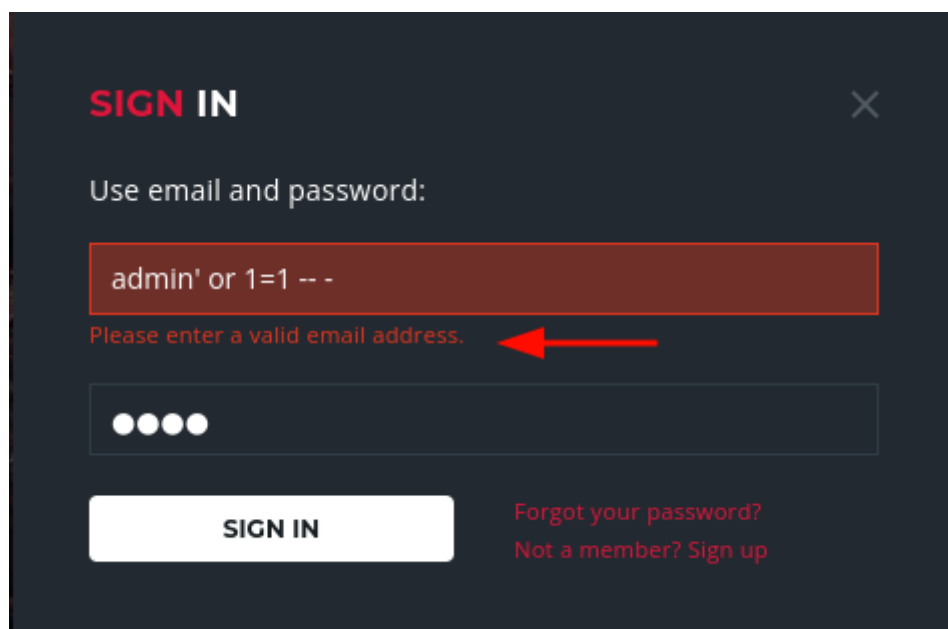 SIGN IN
Use email and password:
admin' or 1=1 -- -
Please enter a valid email address.
SIGN IN
Forgot your password?
Not a member? Sign up